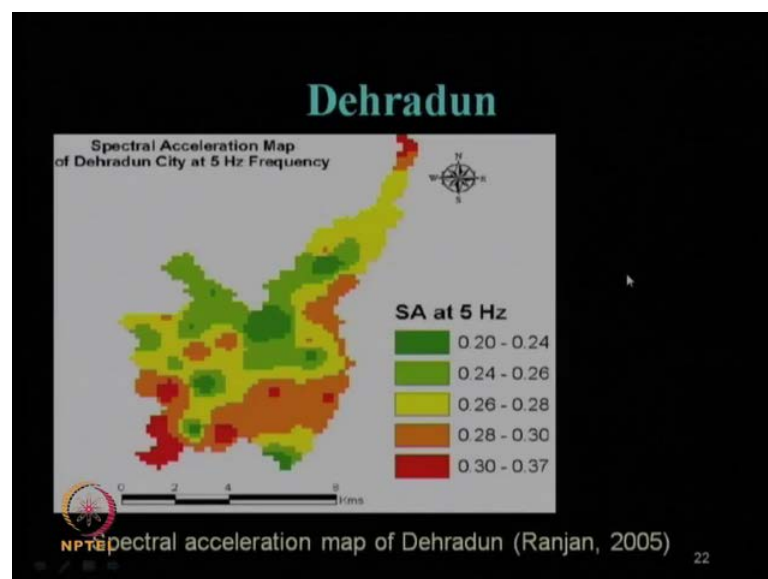 Dehradun
Spectral Acceleration Map
of Dehradun City at 5 Hz Frequency
N
W
E
S
SA at 5 Hz
0.20 - 0.24
0.24 - 0.26
0.26 - 0.28
0.28 - 0.30
0.30 - 0.37
0 2 4 8
Kms
NPTEL
Spectral acceleration map of Dehradun (Ranjan, 2005)
22